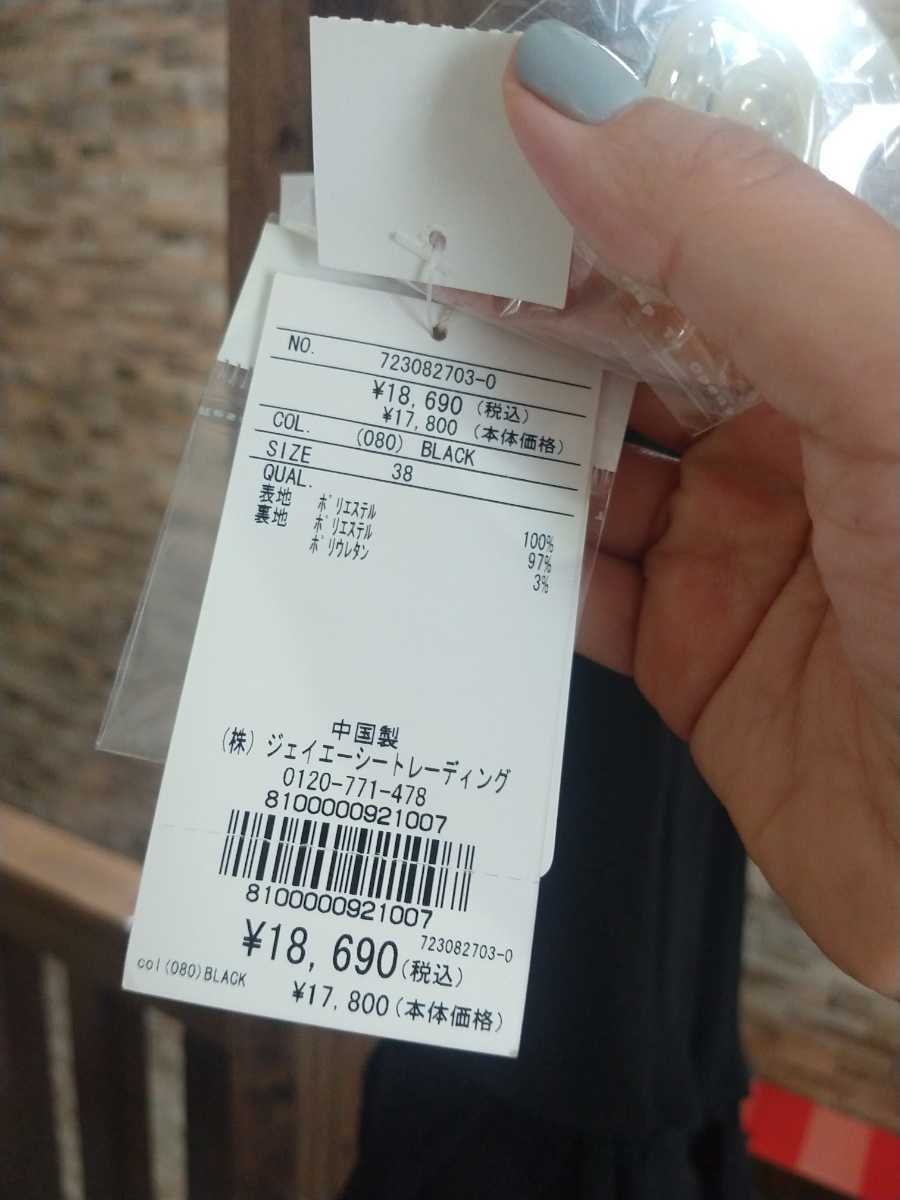 NO. 723082703-0
¥18,690 (税込)
¥17,800 (本体価格)
COL. (080) BLACK
SIZE 38
QUAL.
表地 ポリエステル 100%
裏地 ポリエステル 97%
ポリウレタン 3%
中国製
(株) ジェイエーシートレーディング
0120-771-478
8100000921007
8100000921007
723082703-0
¥18,690 (税込)
col(080)BLACK
¥17,800 (本体価格)